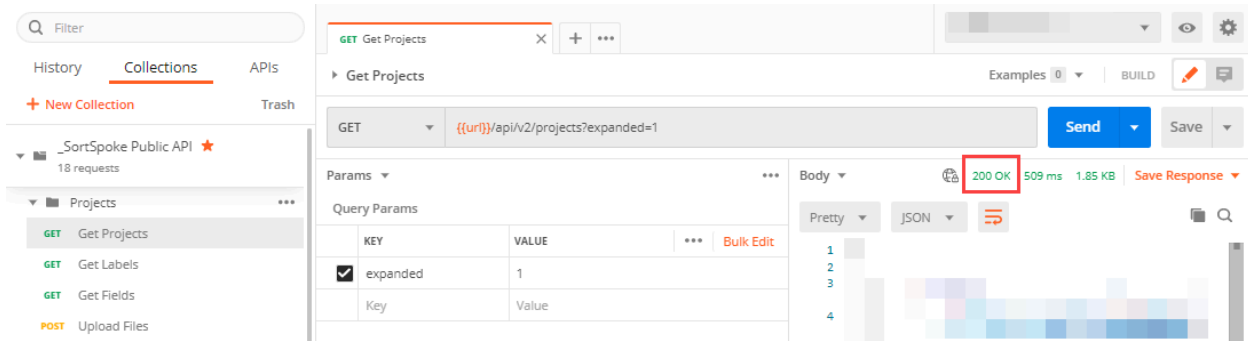 Filter
History Collections APIs
+ New Collection Trash
_SortSpoke Public API
18 requests
Projects •••
GET Get Projects
GET Get Labels
GET Get Fields
POST Upload Files
GET Get Projects × + •••
Get Projects
Examples 0 BUILD
GET {{url}}/api/v2/projects?expanded=1
Send Save
Params •••
Query Params
KEY VALUE ••• Bulk Edit
expanded 1
Key Value
Body 200 OK 509 ms 1.85 KB Save Response
Pretty JSON
1
2
3
4